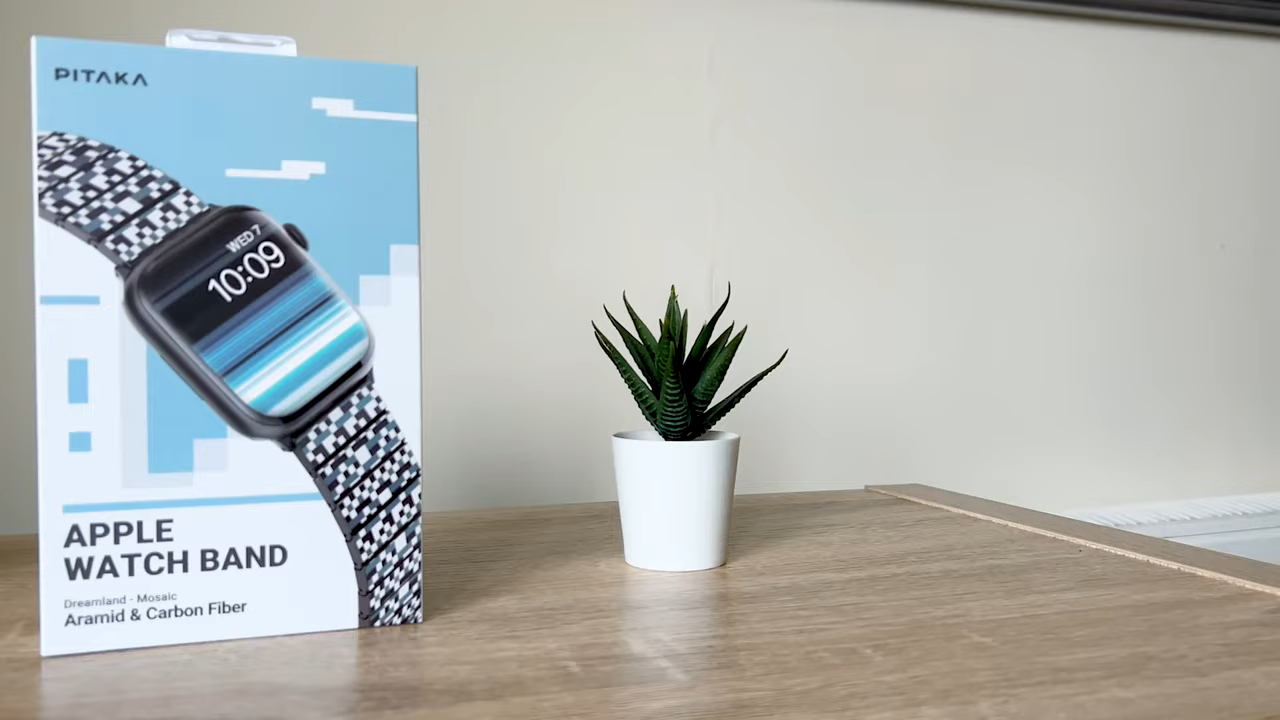 PITAKA
WED 7
10:09
APPLE
WATCH BAND
Dreamland - Mosaic
Aramid & Carbon Fiber